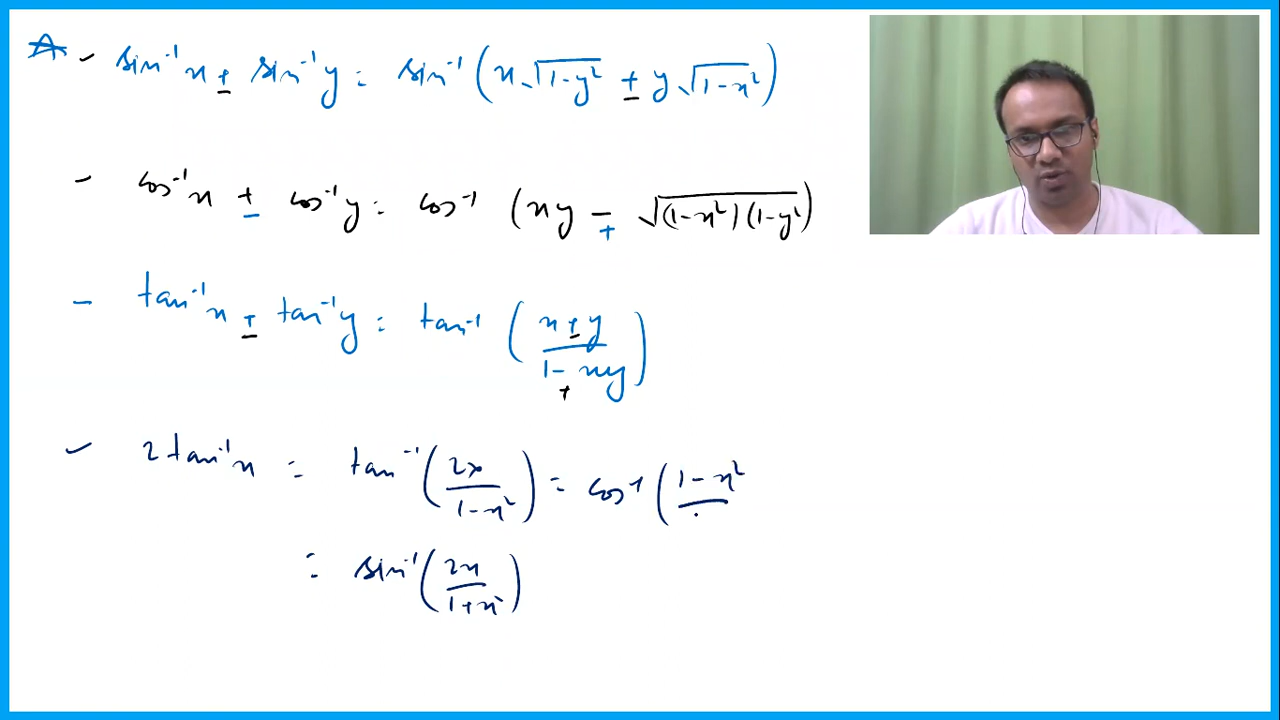 A ✓ sin⁻¹x ± sin⁻¹y = sin⁻¹(x√(1-y²) ± y√(1-x²))
- cos⁻¹x ± cos⁻¹y = cos⁻¹(xy ∓ √((1-x²)(1-y²)))
- tan⁻¹x ± tan⁻¹y = tan⁻¹((x ± y)/(1 ∓ xy))
✓ 2tan⁻¹x = tan⁻¹(2x/(1-x²)) = cos⁻¹(1-x²
= sin⁻¹(2x/(1+x²))